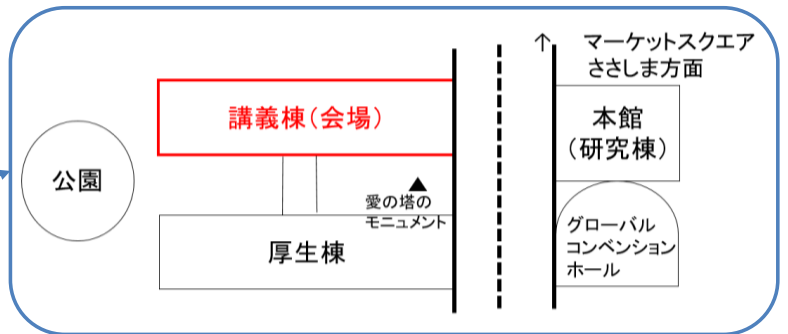 ↑ マーケットスクエア
ささしま方面
講義棟(会場)
本館
(研究棟)
公園
▲
愛の塔の
モニュメント
厚生棟
グローバル
コンベンション
ホール